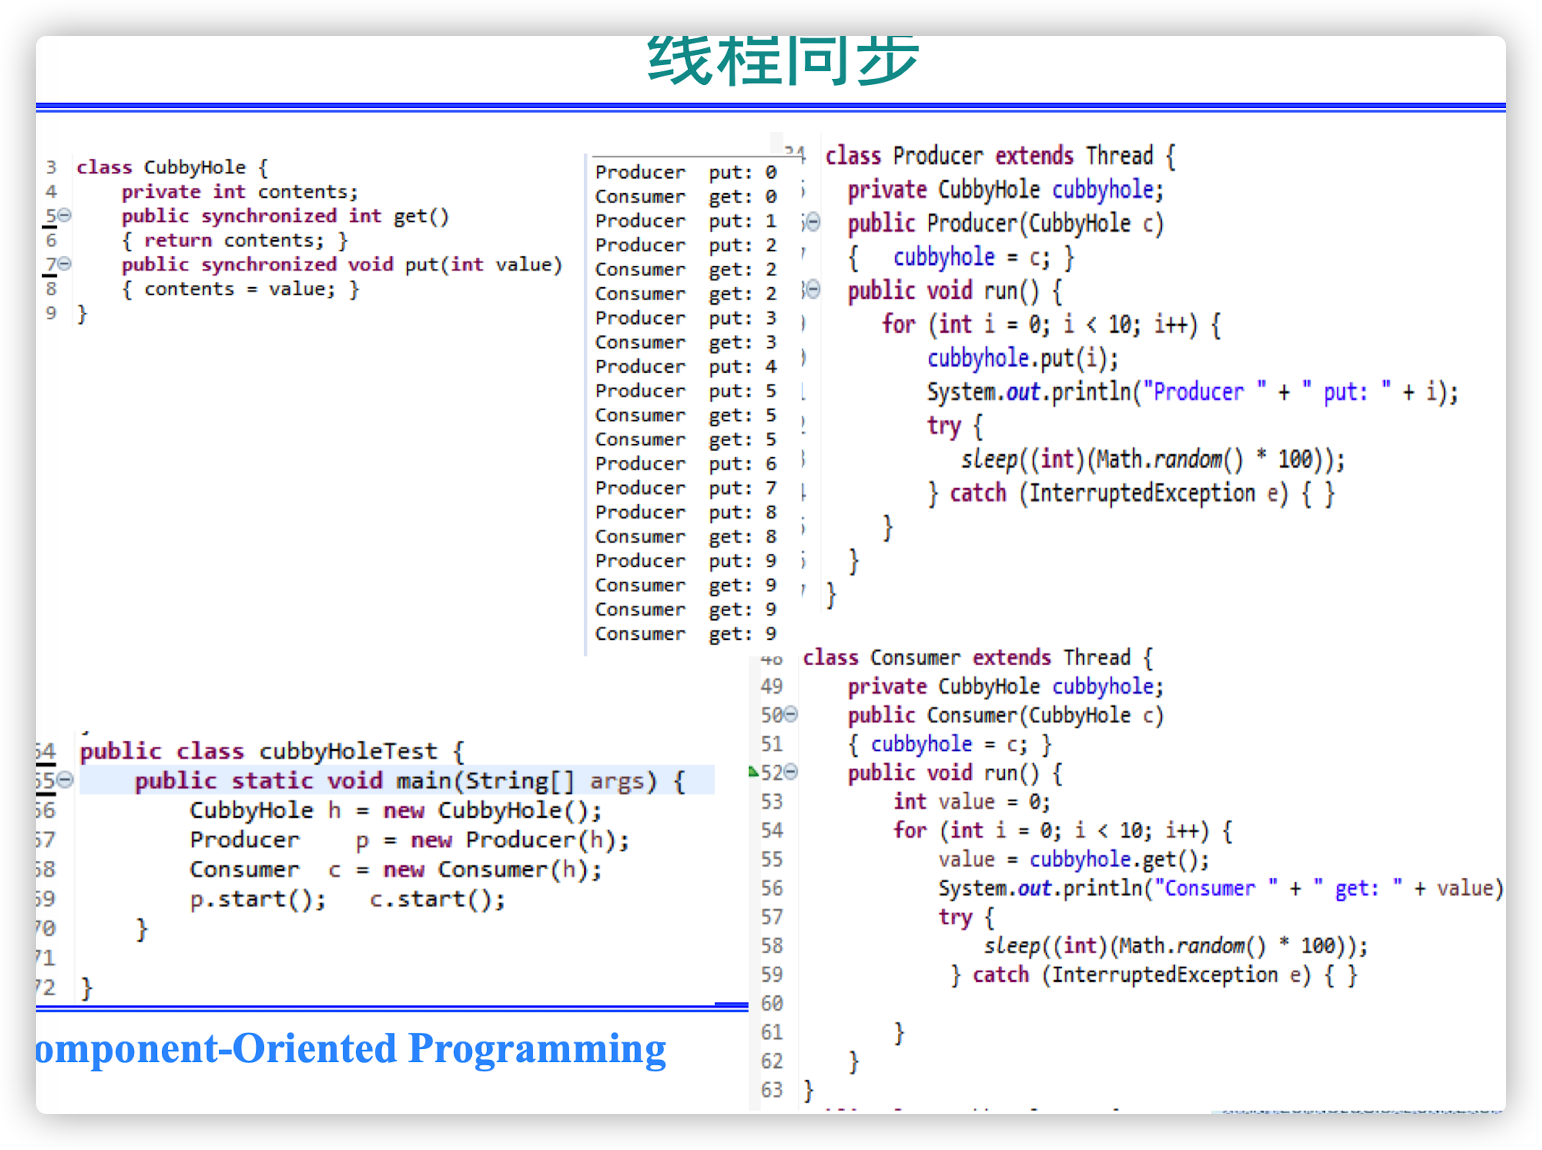 线程同步
3 class CubbyHole {
4 private int contents;
5 public synchronized int get()
6 { return contents; }
7 public synchronized void put(int value)
8 { contents = value; }
9 }
Producer  put: 0
Consumer  get: 0
Producer  put: 1
Producer  put: 2
Consumer  get: 2
Consumer  get: 2
Producer  put: 3
Consumer  get: 3
Producer  put: 4
Producer  put: 5
Consumer  get: 5
Consumer  get: 5
Producer  put: 6
Producer  put: 7
Producer  put: 8
Consumer  get: 8
Producer  put: 9
Consumer  get: 9
Consumer  get: 9
Consumer  get: 9
class Producer extends Thread {
private CubbyHole cubbyhole;
public Producer(CubbyHole c)
{ cubbyhole = c; }
public void run() {
for (int i = 0; i < 10; i++) {
cubbyhole.put(i);
System.out.println("Producer " + " put: " + i);
try {
sleep((int)(Math.random() * 100));
} catch (InterruptedException e) { }
}
}
}
48 class Consumer extends Thread {
49 private CubbyHole cubbyhole;
50 public Consumer(CubbyHole c)
51 { cubbyhole = c; }
52 public void run() {
53 int value = 0;
54 for (int i = 0; i < 10; i++) {
55 value = cubbyhole.get();
56 System.out.println("Consumer " + " get: " + value)
57 try {
58 sleep((int)(Math.random() * 100));
59 } catch (InterruptedException e) { }
60
61 }
62 }
63 }
64 public class cubbyHoleTest {
65 public static void main(String[] args) {
66 CubbyHole h = new CubbyHole();
67 Producer p = new Producer(h);
68 Consumer c = new Consumer(h);
69 p.start(); c.start();
70 }
71
72 }
omponent-Oriented Programming